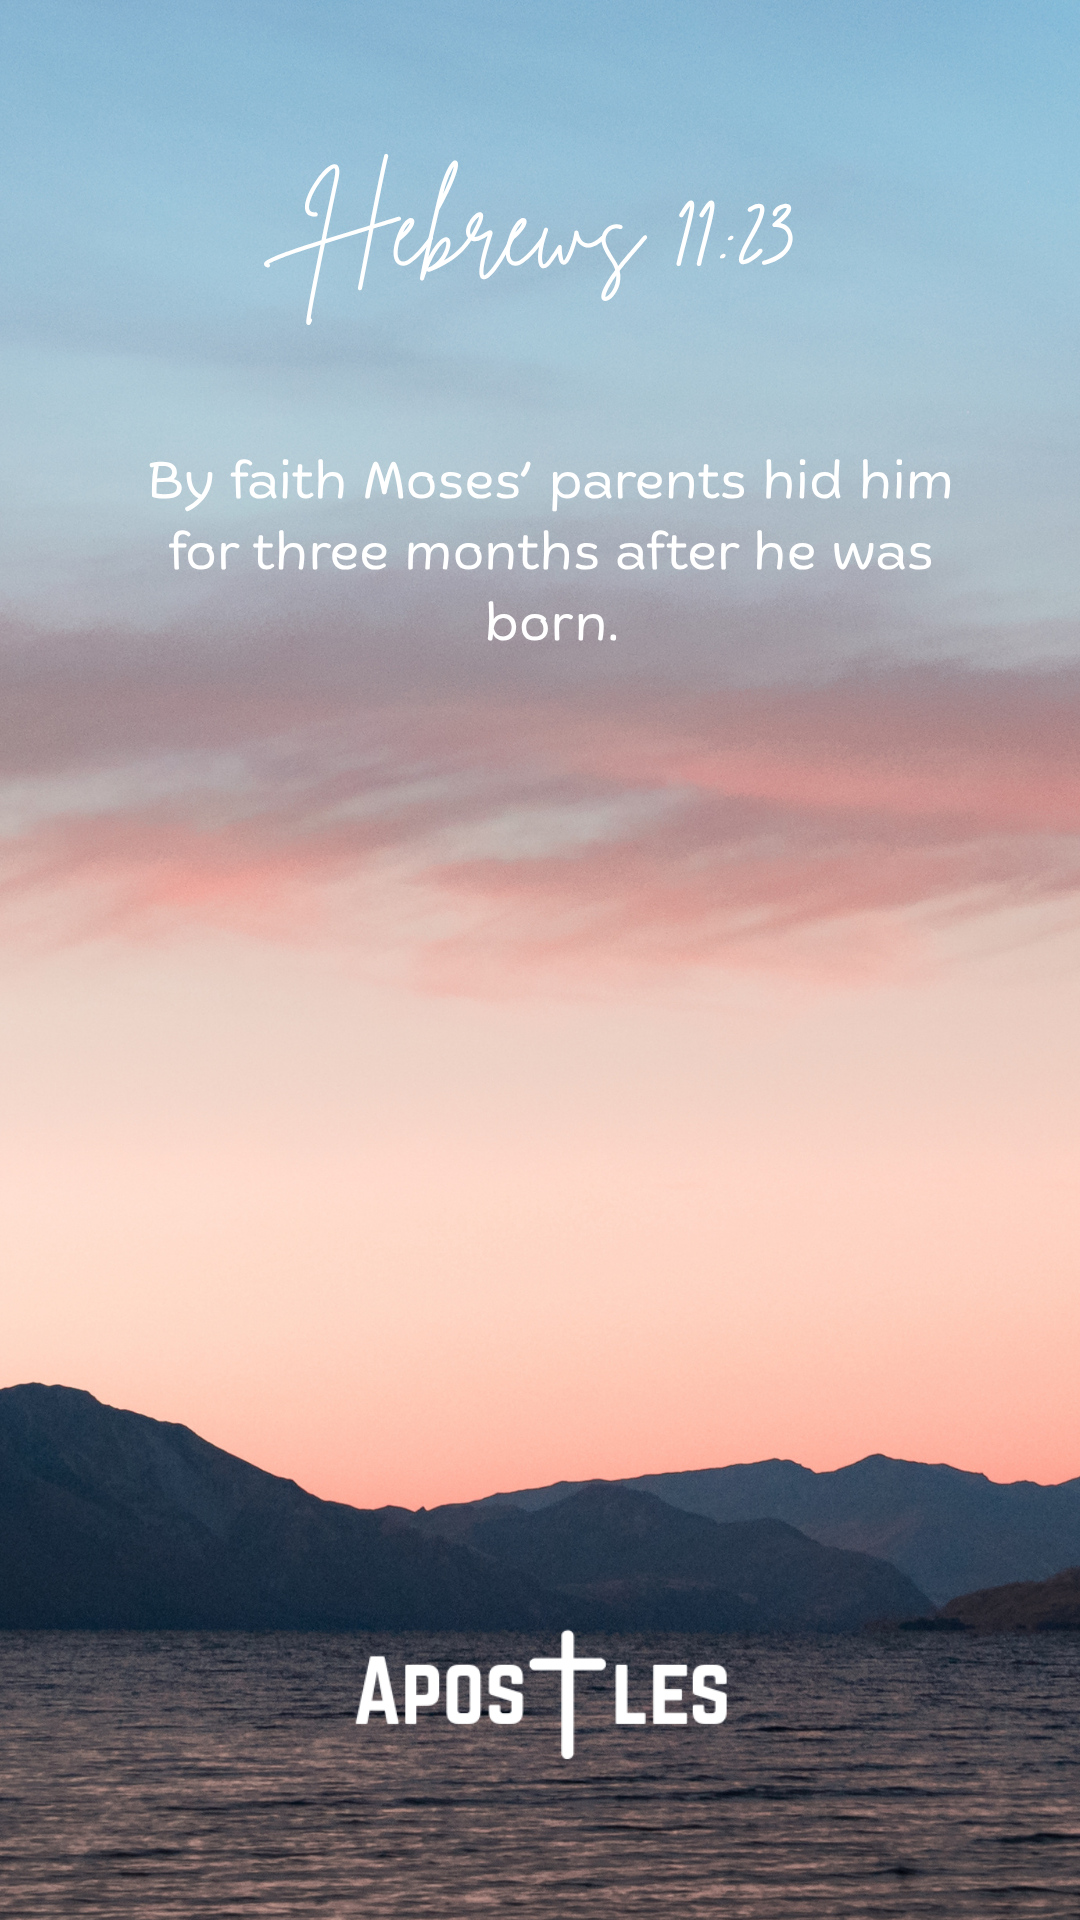 Hebrews 11:23
By faith Moses' parents hid him
for three months after he was
born.
APOSTLES